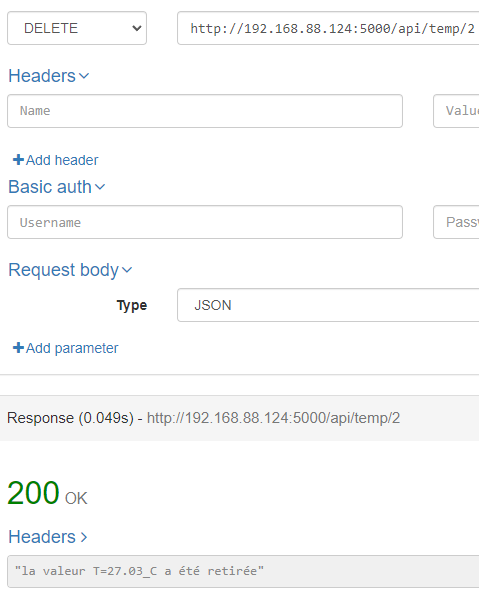 DELETE http://192.168.88.124:5000/api/temp/2
Headers
Name Value
Add header
Basic auth
Username Passw
Request body
Type JSON
Add parameter
Response (0.049s) - http://192.168.88.124:5000/api/temp/2
200 OK
Headers
"la valeur T=27.03_C a été retirée"